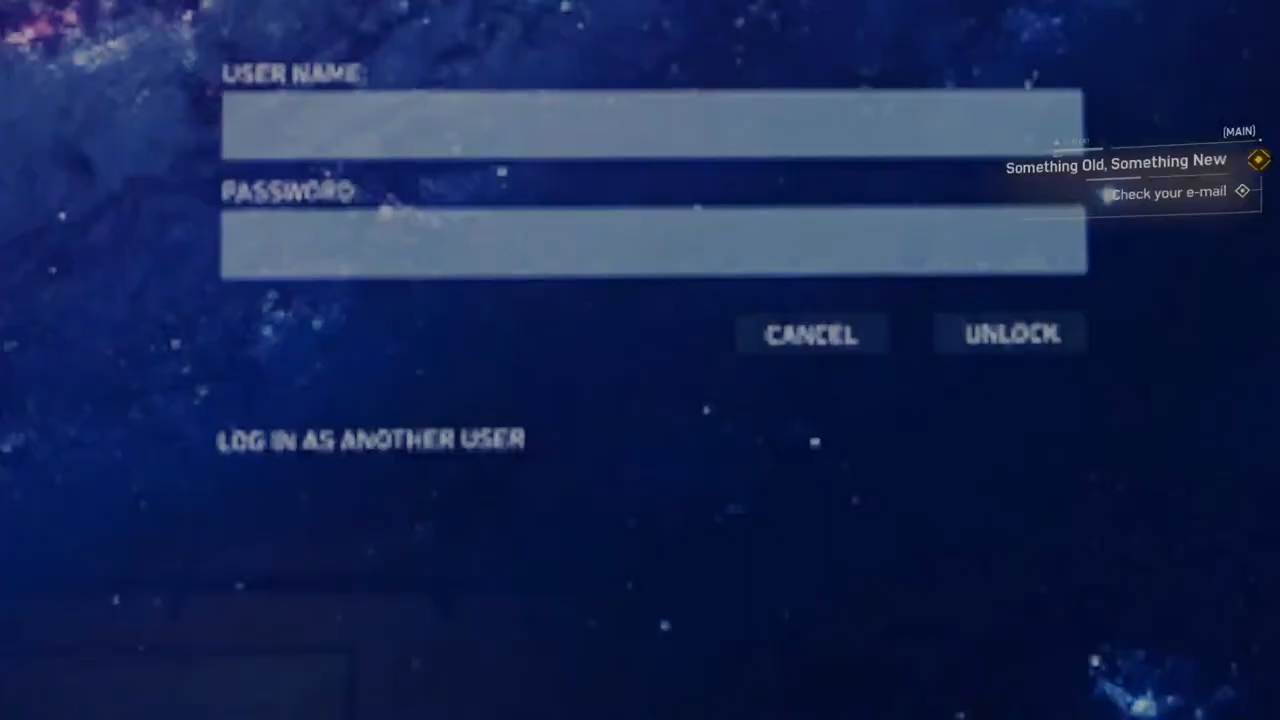 USER NAME:
(MAIN)
Something Old, Something New
PASSWORD
Check your e-mail
CANCEL
UNLOCK
LOG IN AS ANOTHER USER